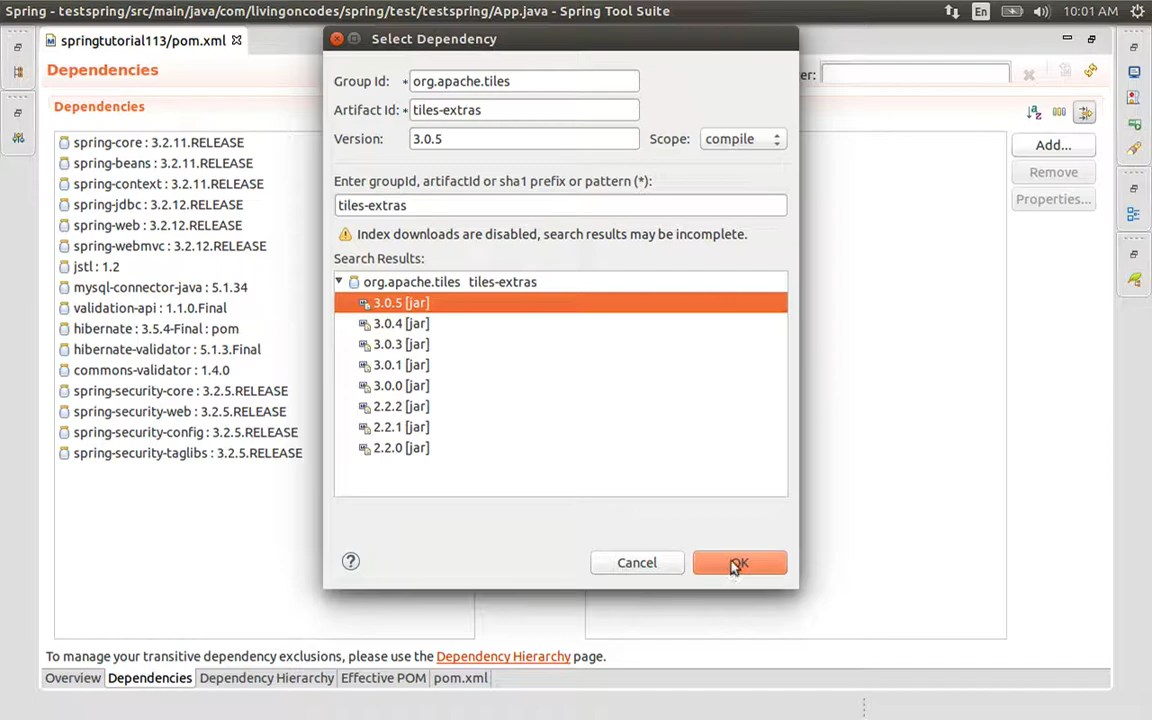 Spring - testspring/src/main/java/com/livingoncodes/spring/test/testspring/App.java - Spring Tool Suite
En
10:01 AM
springtutorial113/pom.xml
Select Dependency
Dependencies
er:
Group Id: * org.apache.tiles
Artifact Id: * tiles-extras
Version: 3.0.5 Scope: compile
Dependencies
spring-core : 3.2.11.RELEASE
spring-beans : 3.2.11.RELEASE
spring-context : 3.2.11.RELEASE
spring-jdbc : 3.2.12.RELEASE
spring-web : 3.2.12.RELEASE
spring-webmvc : 3.2.12.RELEASE
jstl : 1.2
mysql-connector-java : 5.1.34
validation-api : 1.1.0.Final
hibernate : 3.5.4-Final : pom
hibernate-validator : 5.1.3.Final
commons-validator : 1.4.0
spring-security-core : 3.2.5.RELEASE
spring-security-web : 3.2.5.RELEASE
spring-security-config : 3.2.5.RELEASE
spring-security-taglibs : 3.2.5.RELEASE
Enter groupId, artifactId or sha1 prefix or pattern (*):
tiles-extras
Index downloads are disabled, search results may be incomplete.
Search Results:
org.apache.tiles tiles-extras
3.0.5 [jar]
3.0.4 [jar]
3.0.3 [jar]
3.0.1 [jar]
3.0.0 [jar]
2.2.2 [jar]
2.2.1 [jar]
2.2.0 [jar]
Cancel
OK
Add...
Remove
Properties...
To manage your transitive dependency exclusions, please use the Dependency Hierarchy page.
Overview Dependencies Dependency Hierarchy Effective POM pom.xml